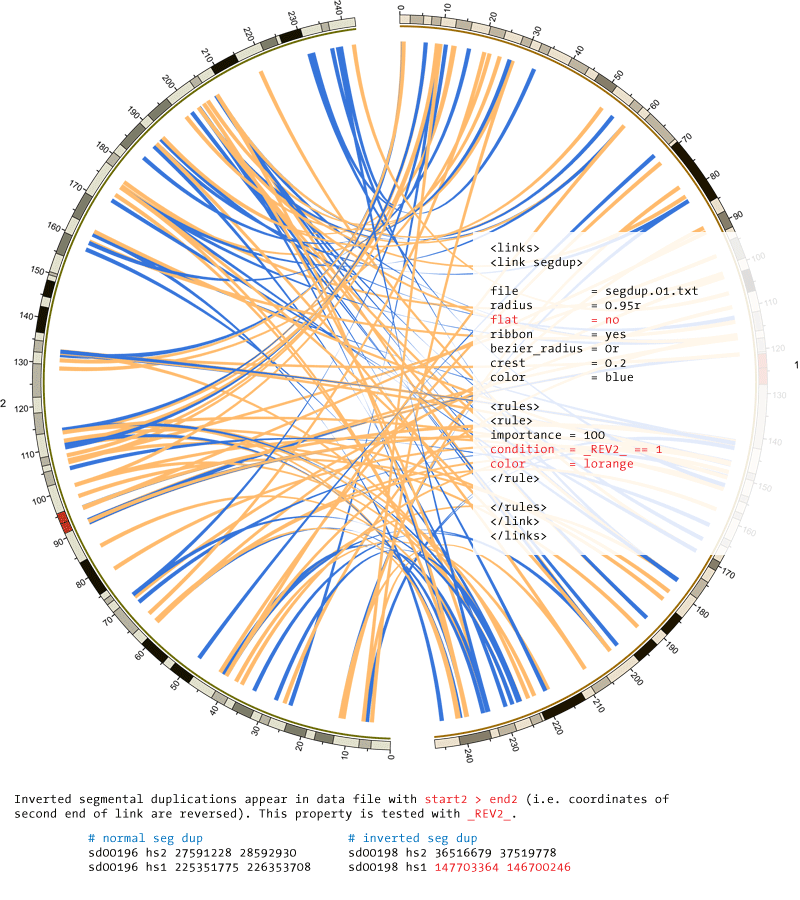 240
0
10
230
20
220
30
210
40
200
50
190
60
180
70
170
80
160
90
150
100
140
110
130
120
1
2
120
130
110
140
100
150
90
160
80
170
70
180
60
190
50
200
40
210
30
220
20
230
10
240
0
<links>
<link segdup>
file = segdup.01.txt
radius = 0.95r
flat = no
ribbon = yes
bezier_radius = 0r
crest = 0.2
color = blue
<rules>
<rule>
importance = 100
condition = _REV2_ == 1
color = lorange
</rule>
</rules>
</link>
</links>
Inverted segmental duplications appear in data file with start2 > end2 (i.e. coordinates of
second end of link are reversed). This property is tested with _REV2_.
# normal seg dup
sd00196 hs2 27591228 28592930
sd00196 hs1 225351775 226353708
# inverted seg dup
sd00198 hs2 36516679 37519778
sd00198 hs1 147703364 146700246